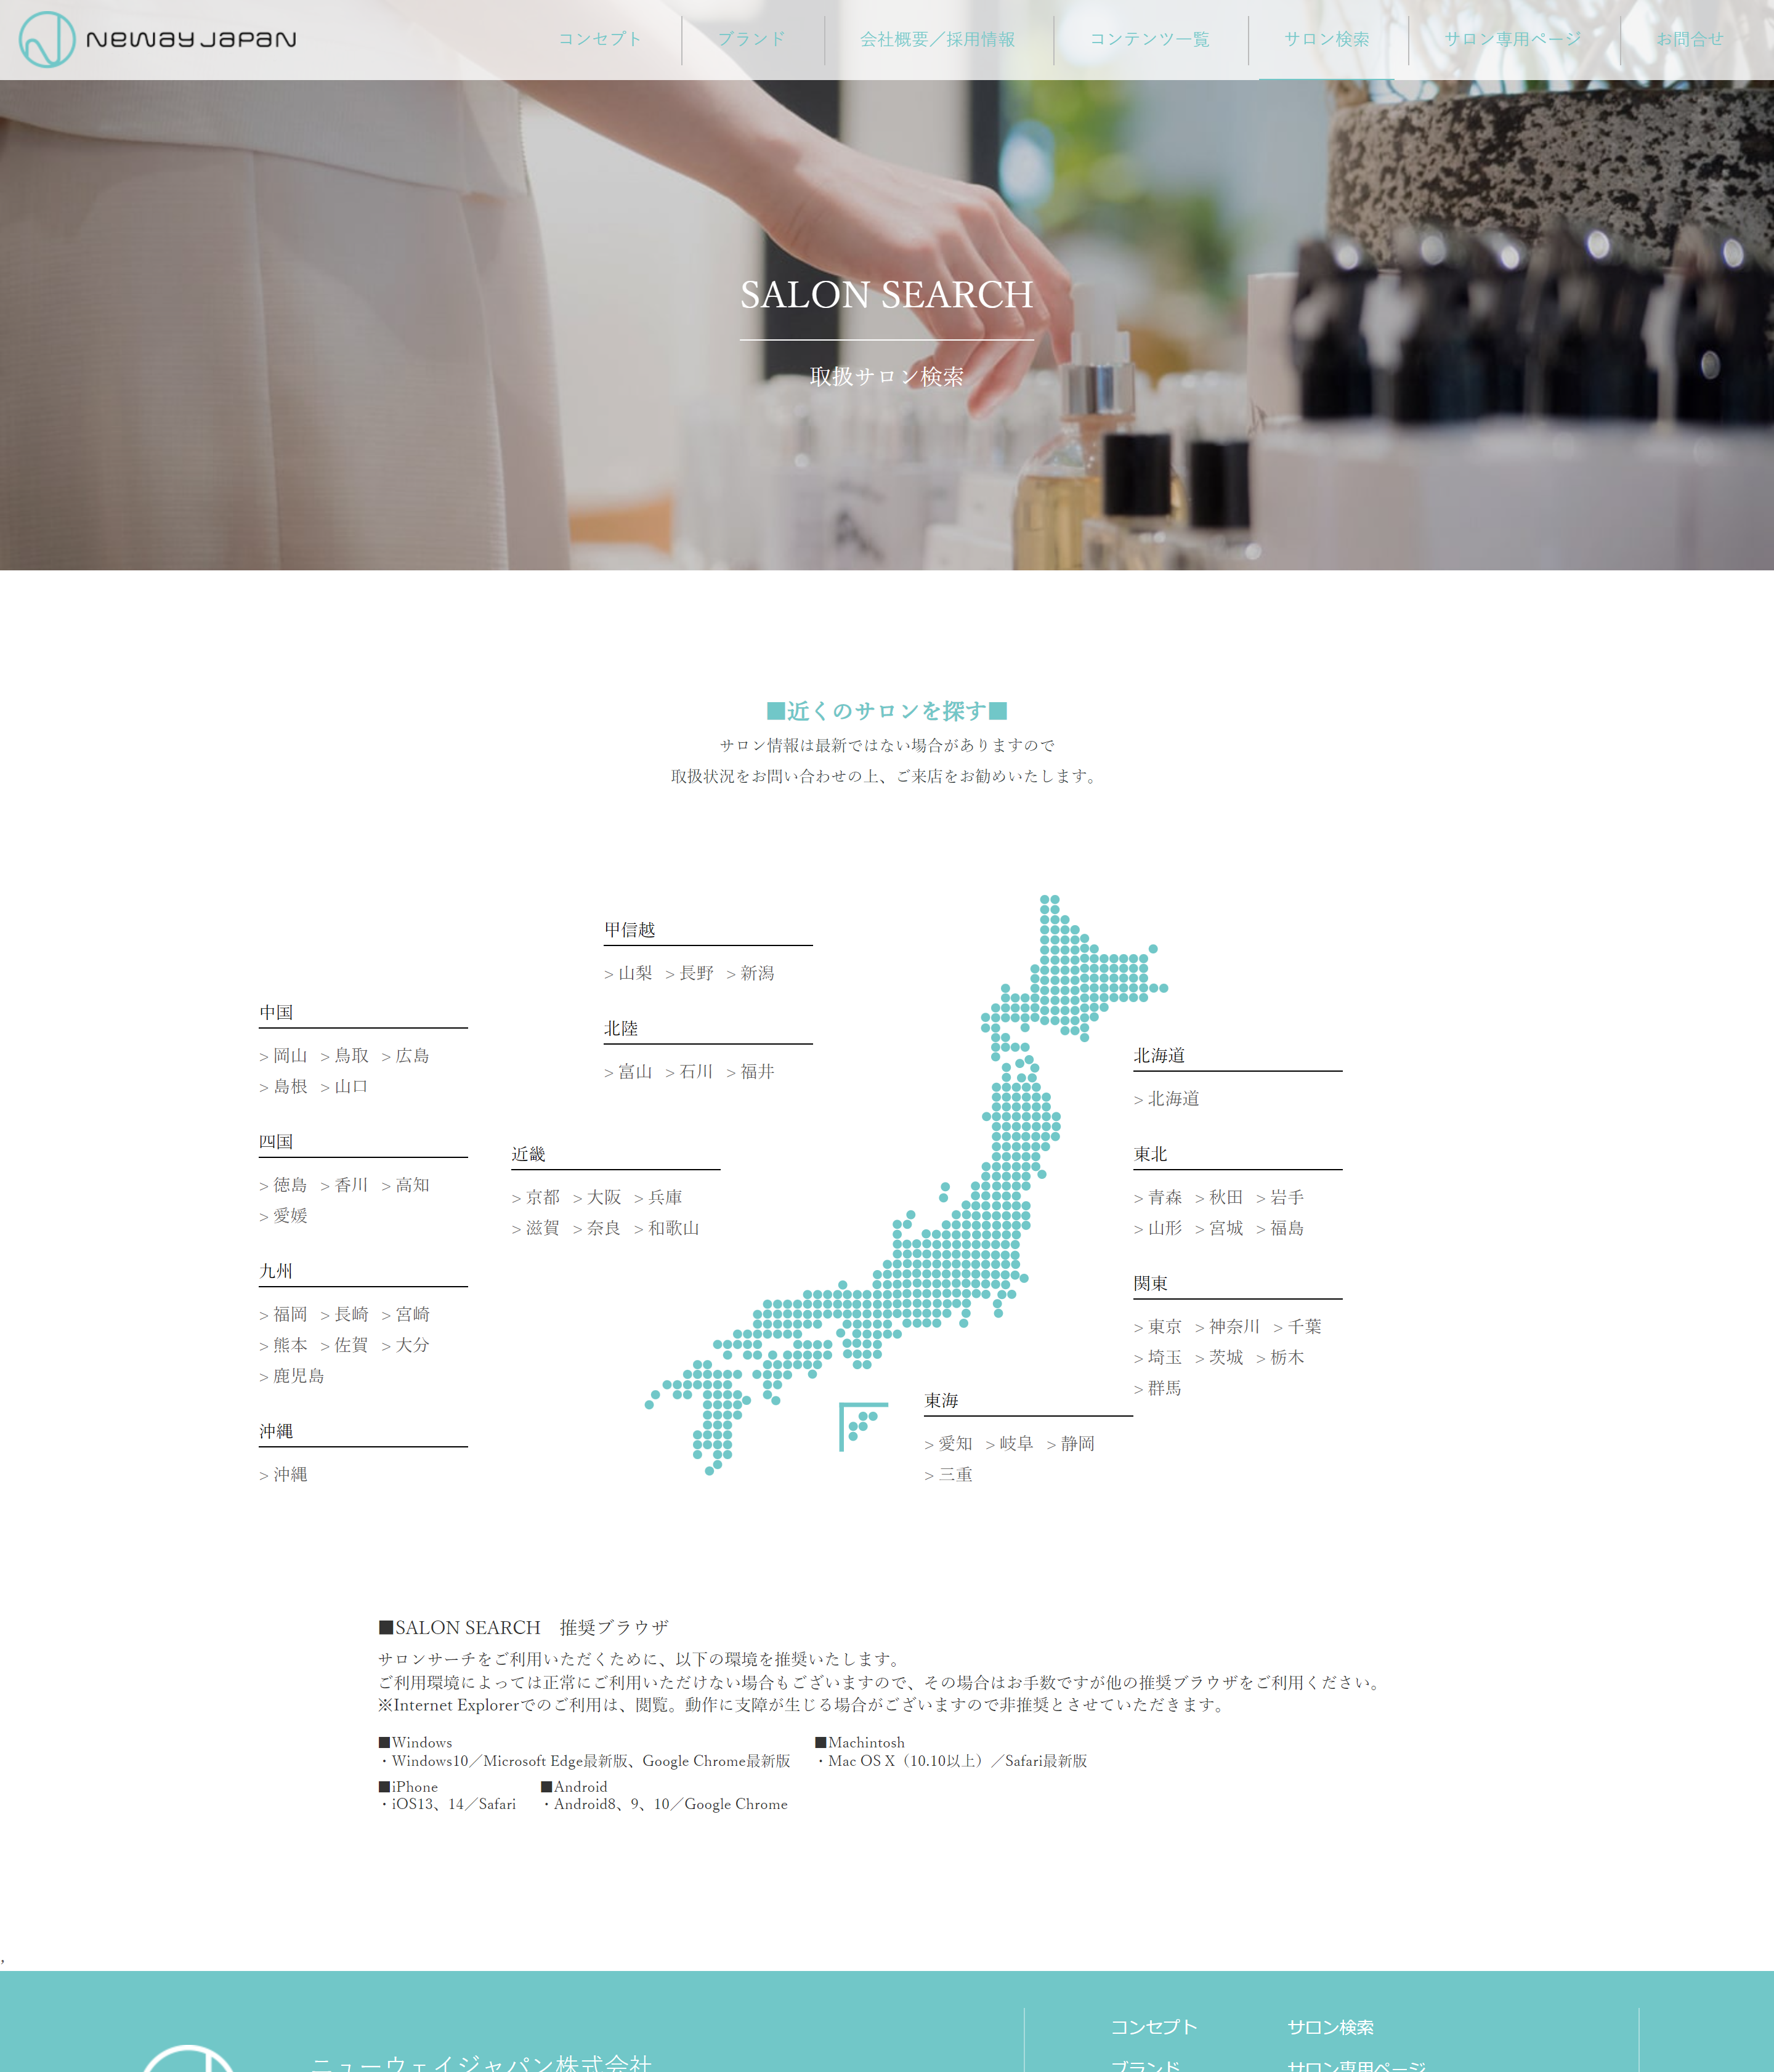 neway Japan
コンセプト
ブランド
会社概要／採用情報
コンテンツ一覧
サロン検索
サロン専用ページ
お問合せ
SALON SEARCH
取扱サロン検索
■近くのサロンを探す■
サロン情報は最新ではない場合がありますので
取扱状況をお問い合わせの上、ご来店をお勧めいたします。
甲信越
> 山梨 > 長野 > 新潟
北陸
> 富山 > 石川 > 福井
中国
> 岡山 > 鳥取 > 広島
> 島根 > 山口
四国
> 徳島 > 香川 > 高知
> 愛媛
九州
> 福岡 > 長崎 > 宮崎
> 熊本 > 佐賀 > 大分
> 鹿児島
沖縄
> 沖縄
近畿
> 京都 > 大阪 > 兵庫
> 滋賀 > 奈良 > 和歌山
北海道
> 北海道
東北
> 青森 > 秋田 > 岩手
> 山形 > 宮城 > 福島
関東
> 東京 > 神奈川 > 千葉
> 埼玉 > 茨城 > 栃木
> 群馬
東海
> 愛知 > 岐阜 > 静岡
> 三重
■SALON SEARCH　推奨ブラウザ
サロンサーチをご利用いただくために、以下の環境を推奨いたします。
ご利用環境によっては正常にご利用いただけない場合もございますので、その場合はお手数ですが他の推奨ブラウザをご利用ください。
※Internet Explorerでのご利用は、閲覧。動作に支障が生じる場合がございますので非推奨とさせていただきます。
■Windows
・Windows10／Microsoft Edge最新版、Google Chrome最新版
■Machintosh
・Mac OS X（10.10以上）／Safari最新版
■iPhone
・iOS13、14／Safari
■Android
・Android8、9、10／Google Chrome
,
ニューウェイジャパン株式会社
コンセプト
サロン検索
ブランド
サロン専用ページ